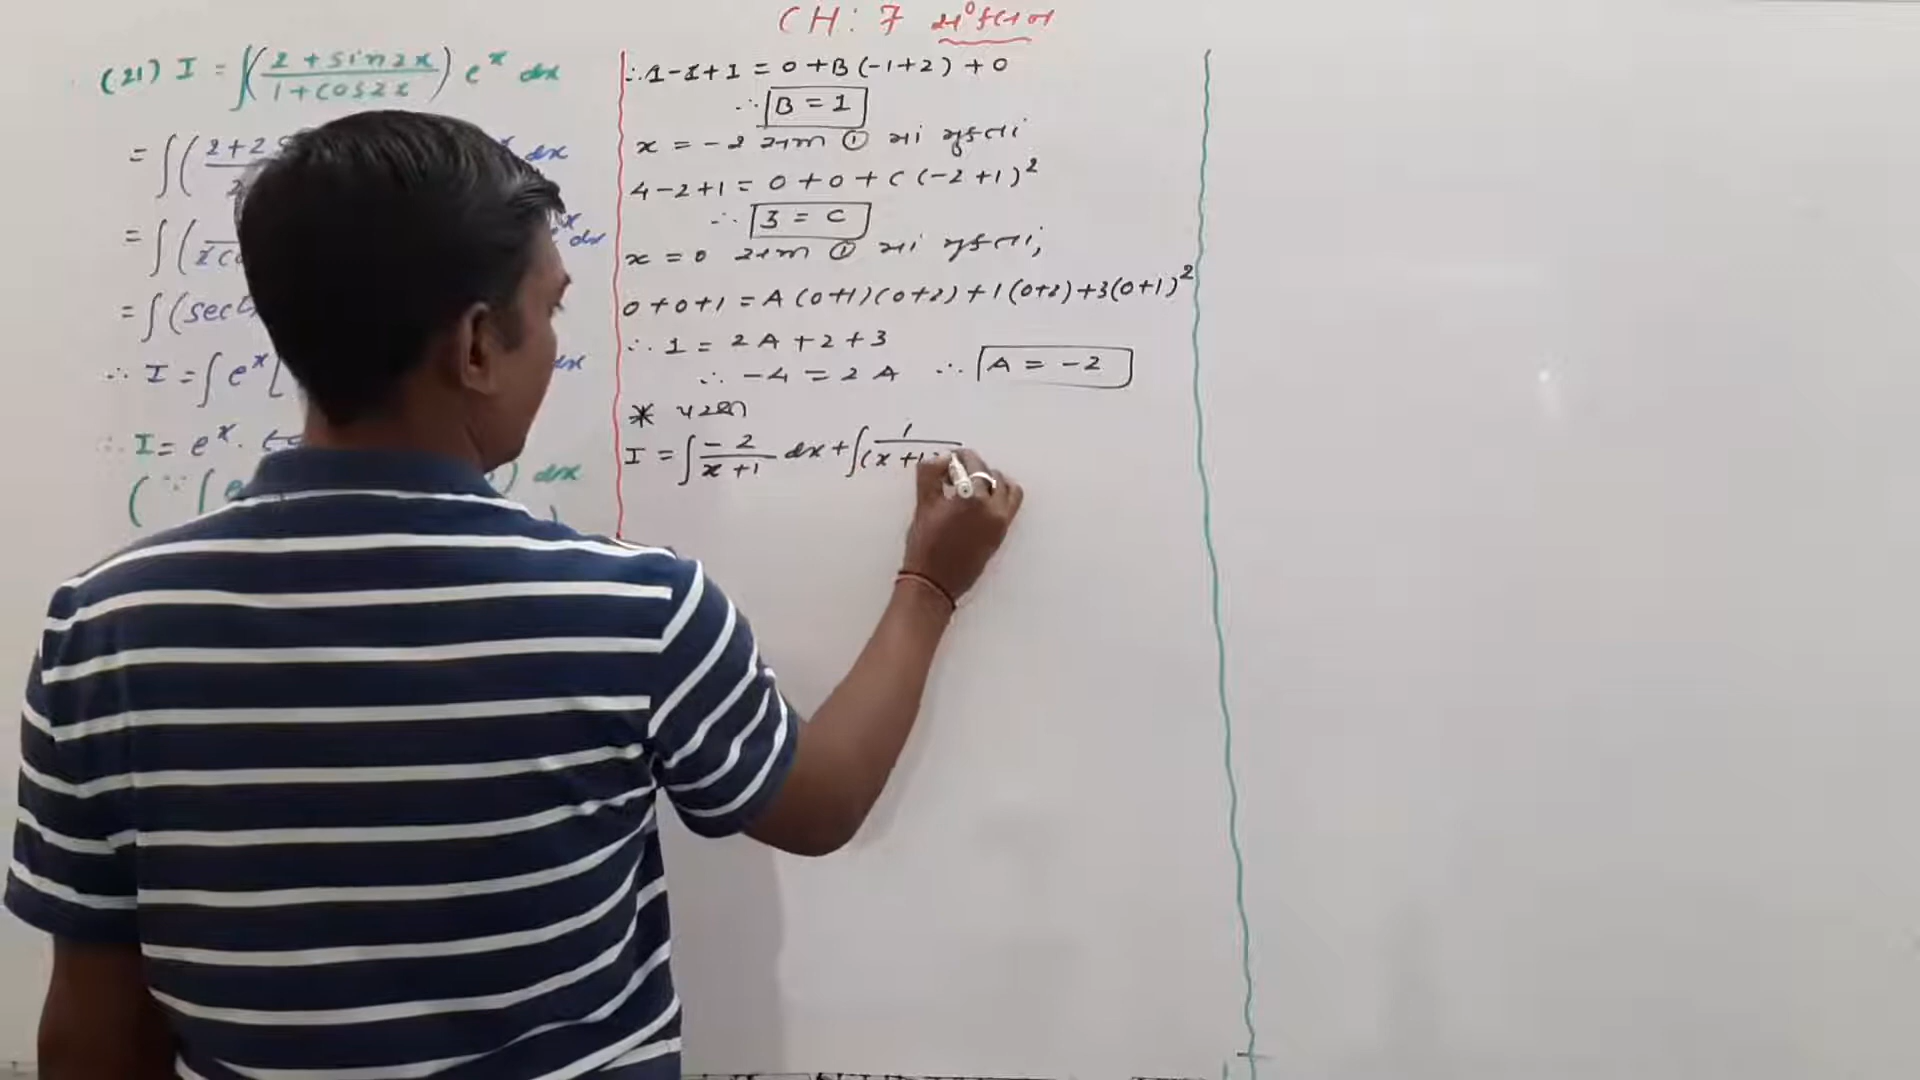 CH: 7 સંકલન
(21) I = ∫(2 + sin2x / 1 + cos2x) e^x dx
= ∫(2+2 dx
= ∫( e^x dx
= ∫(sec
∴ I = ∫ e^x [ dx
∴ I = e^x ·
(∵ ∫ e ) dx
∴ 1-1+1 = 0+B(-1+2)+0
∴ B = 1
x = -2 સમી ① માં મુકતાં
4-2+1 = 0+0+C(-2+1)^2
∴ 3 = C
x = 0 સમી ① માં મુકતાં,
0+0+1 = A(0+1)(0+2)+1(0+2)+3(0+1)^2
∴ 1 = 2A+2+3
∴ -4 = 2A ∴ A = -2
* પરથી
I = ∫ -2/x+1 dx + ∫ 1/(x+1)